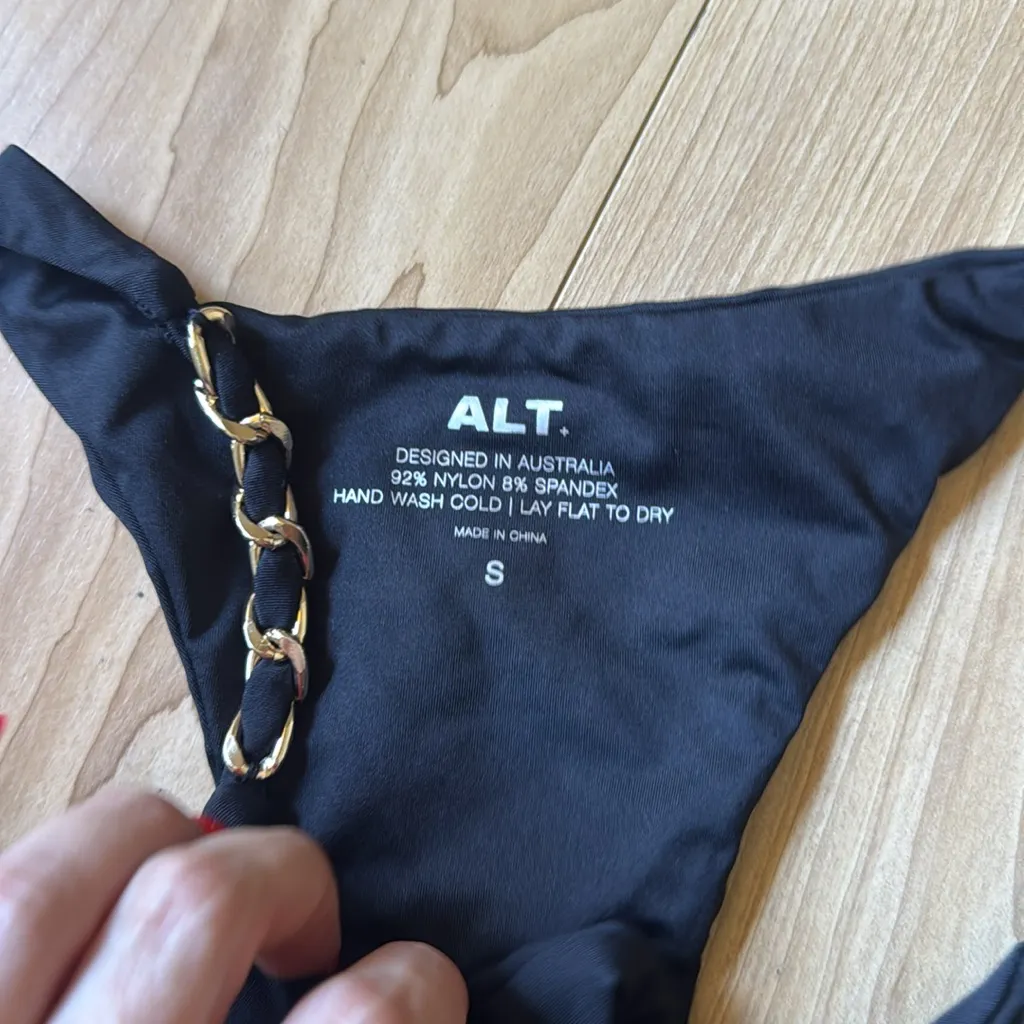 ALT.
DESIGNED IN AUSTRALIA
92% NYLON 8% SPANDEX
HAND WASH COLD | LAY FLAT TO DRY
MADE IN CHINA
S